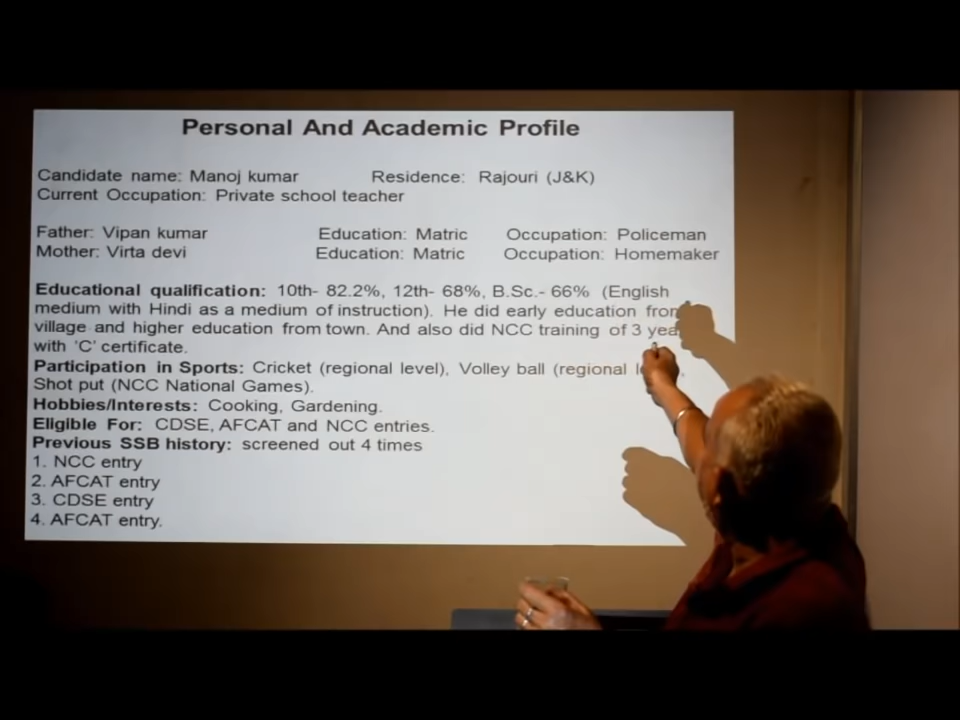 Personal And Academic Profile
Candidate name: Manoj kumar Residence: Rajouri (J&K)
Current Occupation: Private school teacher
Father: Vipan kumar Education: Matric Occupation: Policeman
Mother: Virta devi Education: Matric Occupation: Homemaker
Educational qualification: 10th- 82.2%, 12th- 68%, B.Sc.- 66% (English
medium with Hindi as a medium of instruction). He did early education from
village and higher education from town. And also did NCC training of 3
with 'C' certificate.
Participation in Sports: Cricket (regional level), Volley ball (regional
Shot put (NCC National Games).
Hobbies/Interests: Cooking, Gardening.
Eligible For: CDSE, AFCAT and NCC entries.
Previous SSB history: screened out 4 times
1. NCC entry
2. AFCAT entry
3. CDSE entry
4. AFCAT entry.